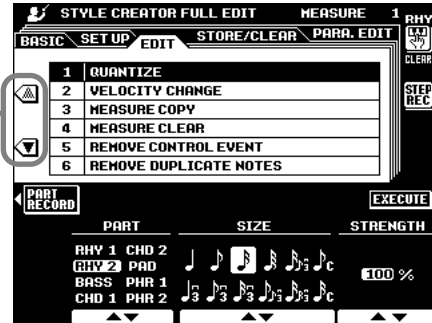 STYLE CREATOR FULL EDIT MEASURE 1
RHY
CLEAR
BASIC SET UP EDIT STORE/CLEAR PARA. EDIT
1 QUANTIZE
2 VELOCITY CHANGE
3 MEASURE COPY
4 MEASURE CLEAR
5 REMOVE CONTROL EVENT
6 REMOVE DUPLICATE NOTES
STEP
REC
PART
RECORD
EXECUTE
PART SIZE STRENGTH
RHY 1 CHD 2
RHY 2 PAD
BASS PHR 1
CHD 1 PHR 2
3 3 3
C
C
100 %